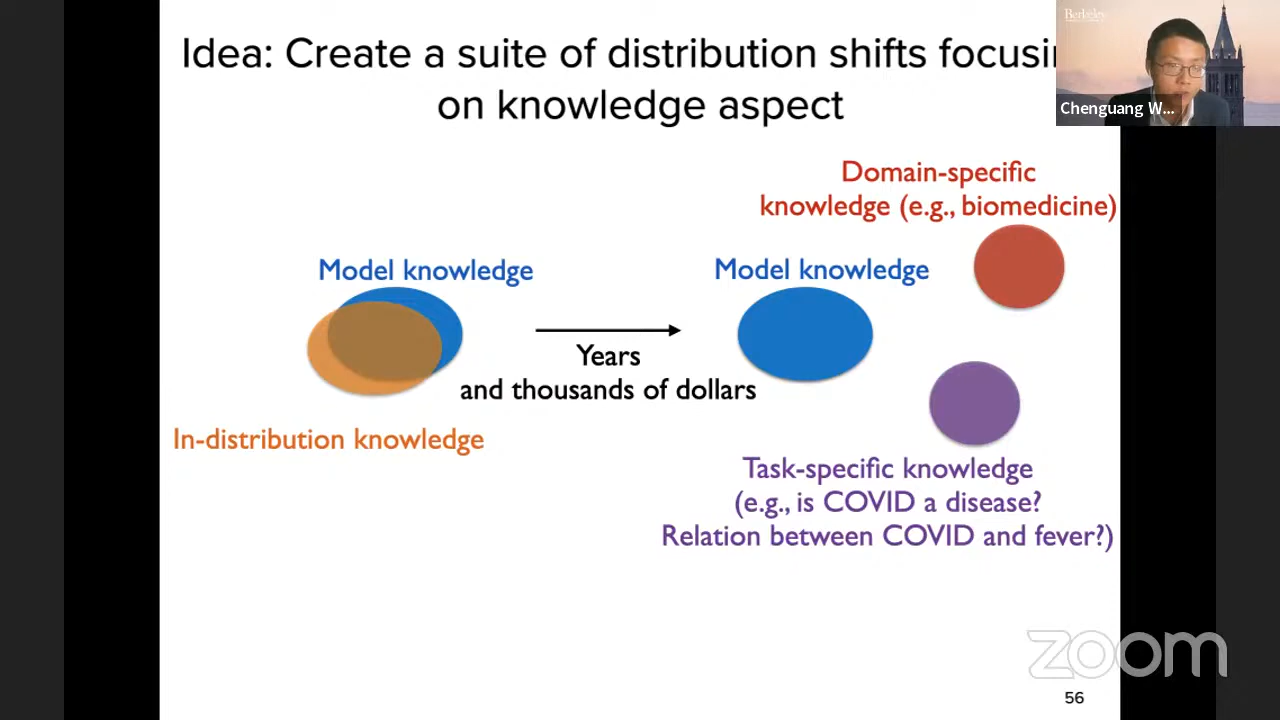 Idea: Create a suite of distribution shifts focusi
on knowledge aspect
Berkeley
Chenguang W...
Domain-specific
knowledge (e.g., biomedicine)
Model knowledge
Model knowledge
Years
and thousands of dollars
In-distribution knowledge
Task-specific knowledge
(e.g., is COVID a disease?
Relation between COVID and fever?)
zoom
56